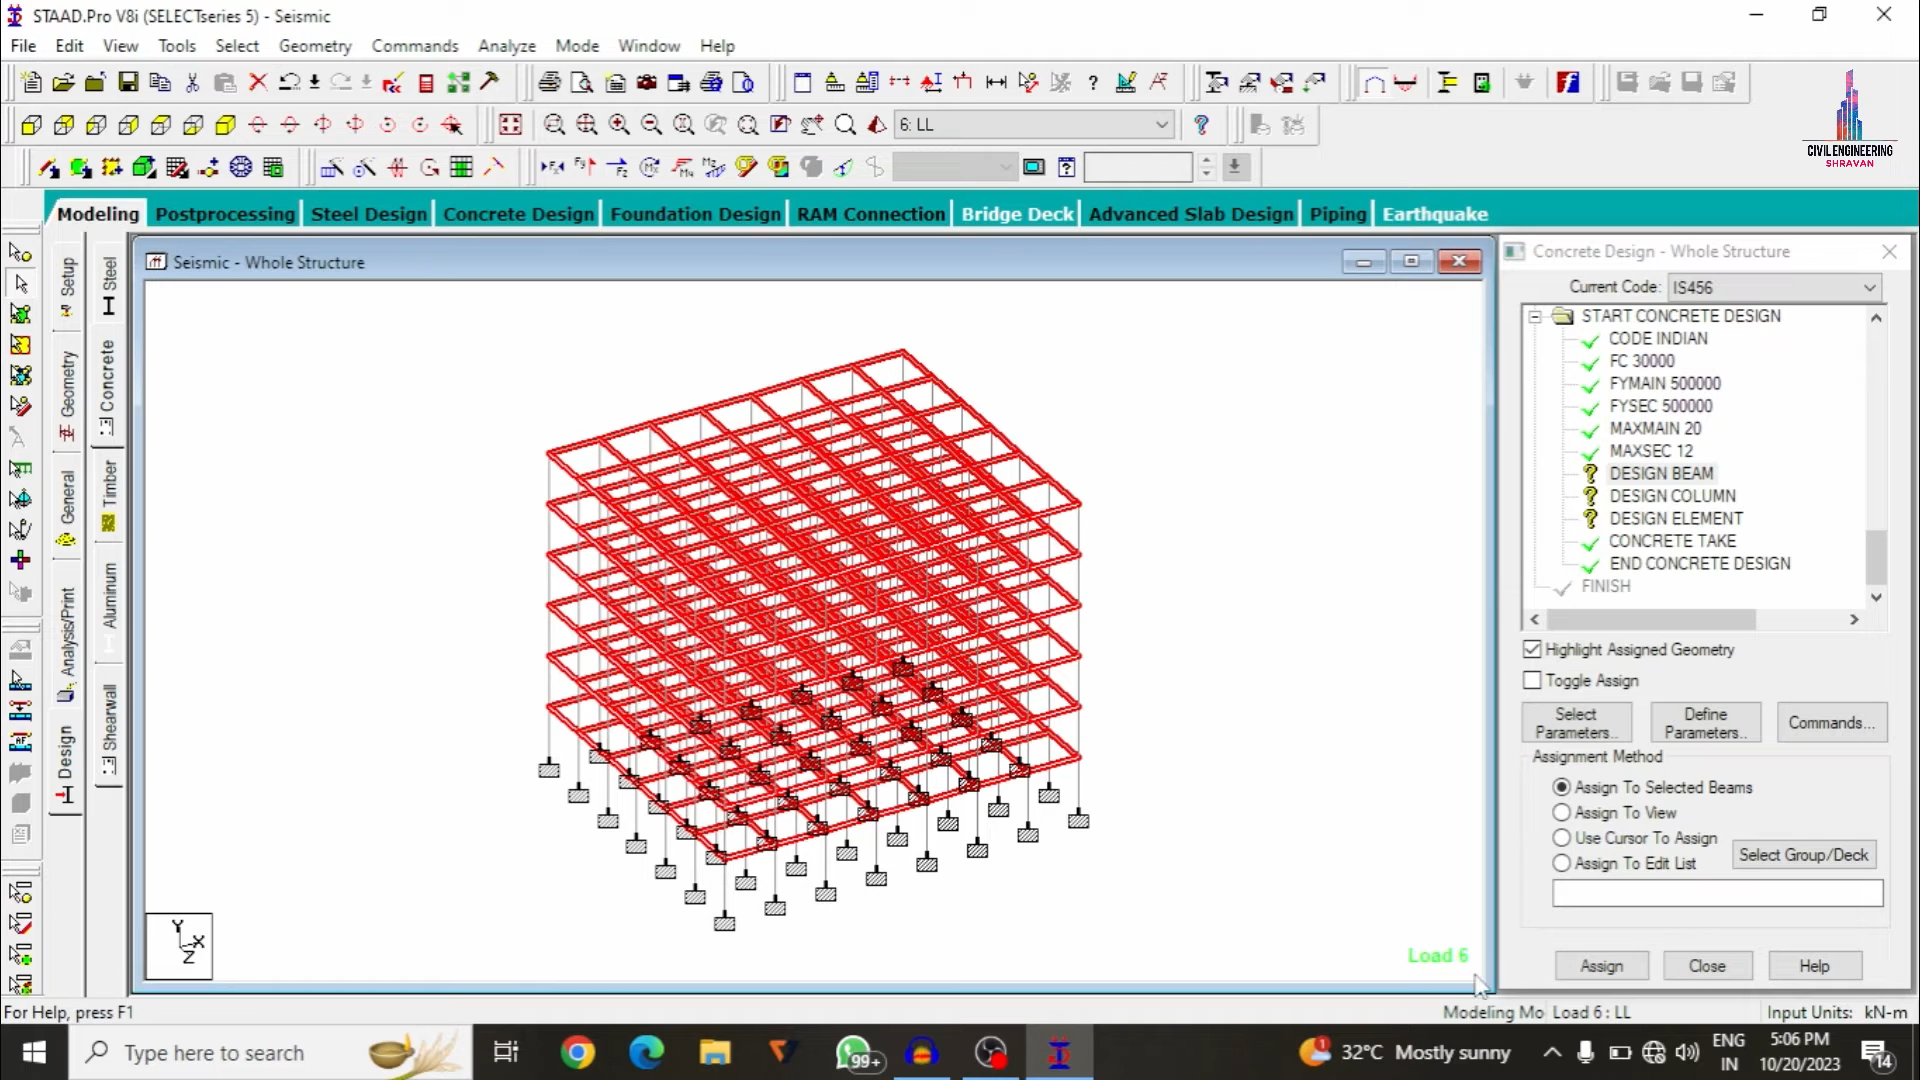 STAAD.Pro V8i (SELECTseries 5) - Seismic
File Edit View Tools Select Geometry Commands Analyze Mode Window Help
6: LL
CIVIL ENGINEERING
SHRAVAN
Modeling Postprocessing Steel Design Concrete Design Foundation Design RAM Connection Bridge Deck Advanced Slab Design Piping Earthquake
Setup
Geometry
General
Analysis/Print
Design
Steel
Concrete
Timber
Aluminum
Shearwall
Seismic - Whole Structure
Y
X
Z
Load 6
Concrete Design - Whole Structure
Current Code: IS456
START CONCRETE DESIGN
CODE INDIAN
FC 30000
FYMAIN 500000
FYSEC 500000
MAXMAIN 20
MAXSEC 12
DESIGN BEAM
DESIGN COLUMN
DESIGN ELEMENT
CONCRETE TAKE
END CONCRETE DESIGN
FINISH
Highlight Assigned Geometry
Toggle Assign
Select Parameters..
Define Parameters..
Commands...
Assignment Method
Assign To Selected Beams
Assign To View
Use Cursor To Assign
Assign To Edit List
Select Group/Deck
Assign Close Help
For Help, press F1
Modeling Mo Load 6 : LL Input Units: kN-m
Type here to search
99+
1
32°C Mostly sunny
ENG
IN
5:06 PM
10/20/2023
14